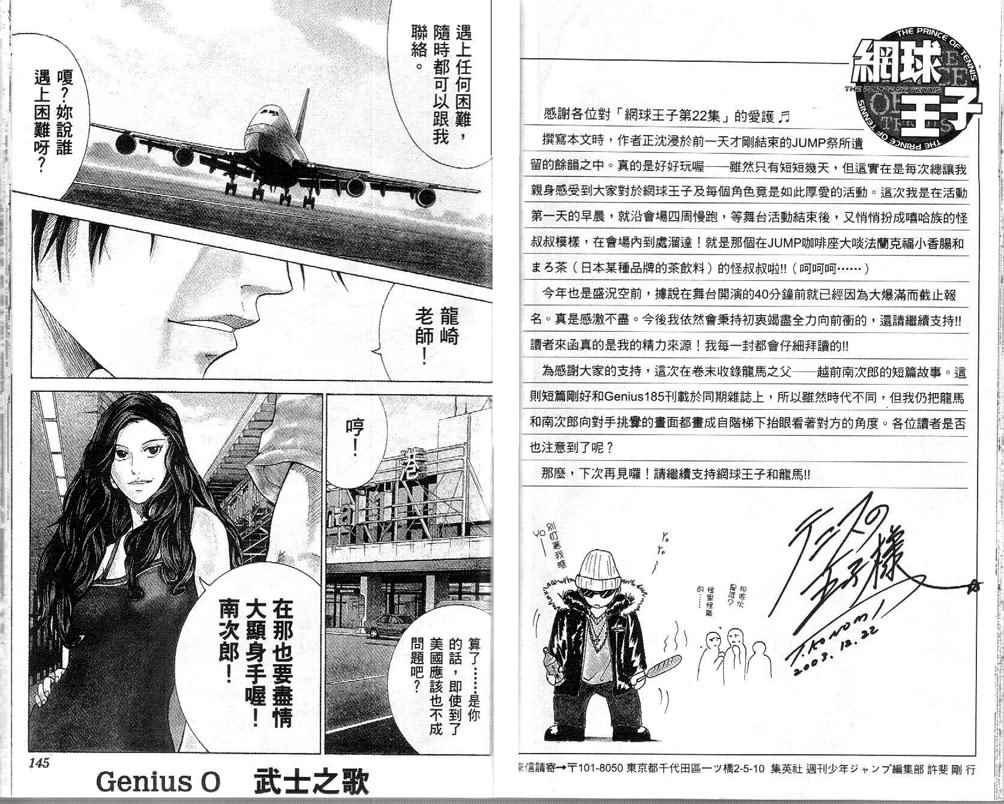 THE PRINCE OF TENNIS
網球
王子
感謝各位對「網球王子第22集」的愛護♫
撰寫本文時，作者正沈浸於前一天才剛結束的JUMP祭所遺
留的餘韻之中。真的是好好玩喔──雖然只有短短幾天，但這實在是每次總讓我
親身感受到大家對於網球王子及每個角色竟是如此厚愛的活動。這次我是在活動
第一天的早晨，就沿會場四周慢跑，等舞台活動結束後，又悄悄扮成嘻哈族的怪
叔叔模樣，在會場內到處溜達！就是那個在JUMP咖啡座大啖法蘭克福小香腸和
まろ茶（日本某種品牌的茶飲料）的怪叔叔啦!!（呵呵呵……）
今年也是盛況空前，據說在舞台開演的40分鐘前就已經因為大爆滿而截止報
名。真是感激不盡。今後我依然會秉持初衷竭盡全力向前衝的，還請繼續支持!!
讀者來函真的是我的精力來源！我每一封都會仔細拜讀的!!
為感謝大家的支持，這次在卷末收錄龍馬之父──越前南次郎的短篇故事。這
則短篇剛好和Genius185刊載於同期雜誌上，所以雖然時代不同，但我仍把龍馬
和南次郎向對手挑釁的畫面都畫成自階梯下抬眼看著對方的角度。各位讀者是否
也注意到了呢？
那麼，下次再見囉！請繼續支持網球王子和龍馬!!
別盯著我瞧
YO
Yo
Yo
テニスの
王子様
T.KONOMI
2003.12.22
來信請寄→〒101-8050 東京都千代田區一ツ橋2-5-10 集英社 週刊少年ジャンプ編集部 許斐 剛 行
遇上任何困難，
隨時都可以跟我
聯絡。
嗄？妳說誰
遇上困難呀？
龍崎
老師！
哼！
港
算了……是你
的話，即使到了
美國應該也不成
問題吧？
在那也要盡情
大顯身手喔！
南次郎！
145
Genius 0 武士之歌